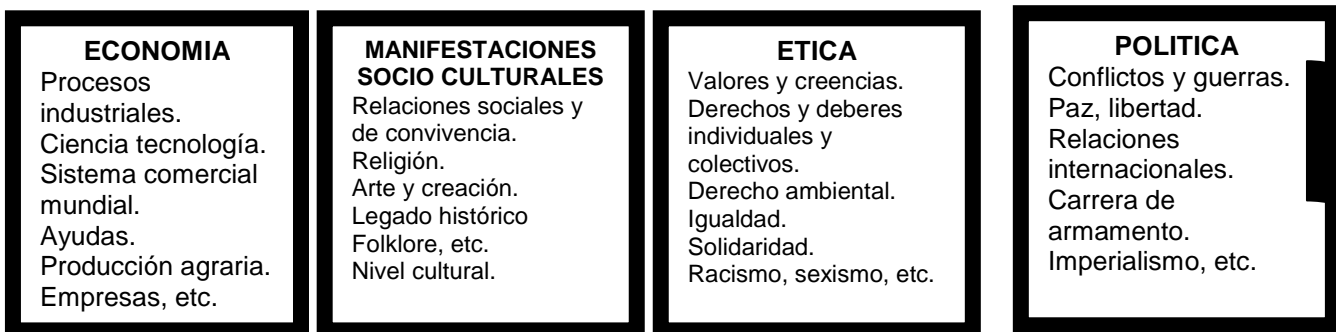 ECONOMIA
Procesos
industriales.
Ciencia tecnología.
Sistema comercial
mundial.
Ayudas.
Producción agraria.
Empresas, etc.
MANIFESTACIONES
SOCIO CULTURALES
Relaciones sociales y
de convivencia.
Religión.
Arte y creación.
Legado histórico
Folklore, etc.
Nivel cultural.
ETICA
Valores y creencias.
Derechos y deberes
individuales y
colectivos.
Derecho ambiental.
Igualdad.
Solidaridad.
Racismo, sexismo, etc.
POLITICA
Conflictos y guerras.
Paz, libertad.
Relaciones
internacionales.
Carrera de
armamento.
Imperialismo, etc.